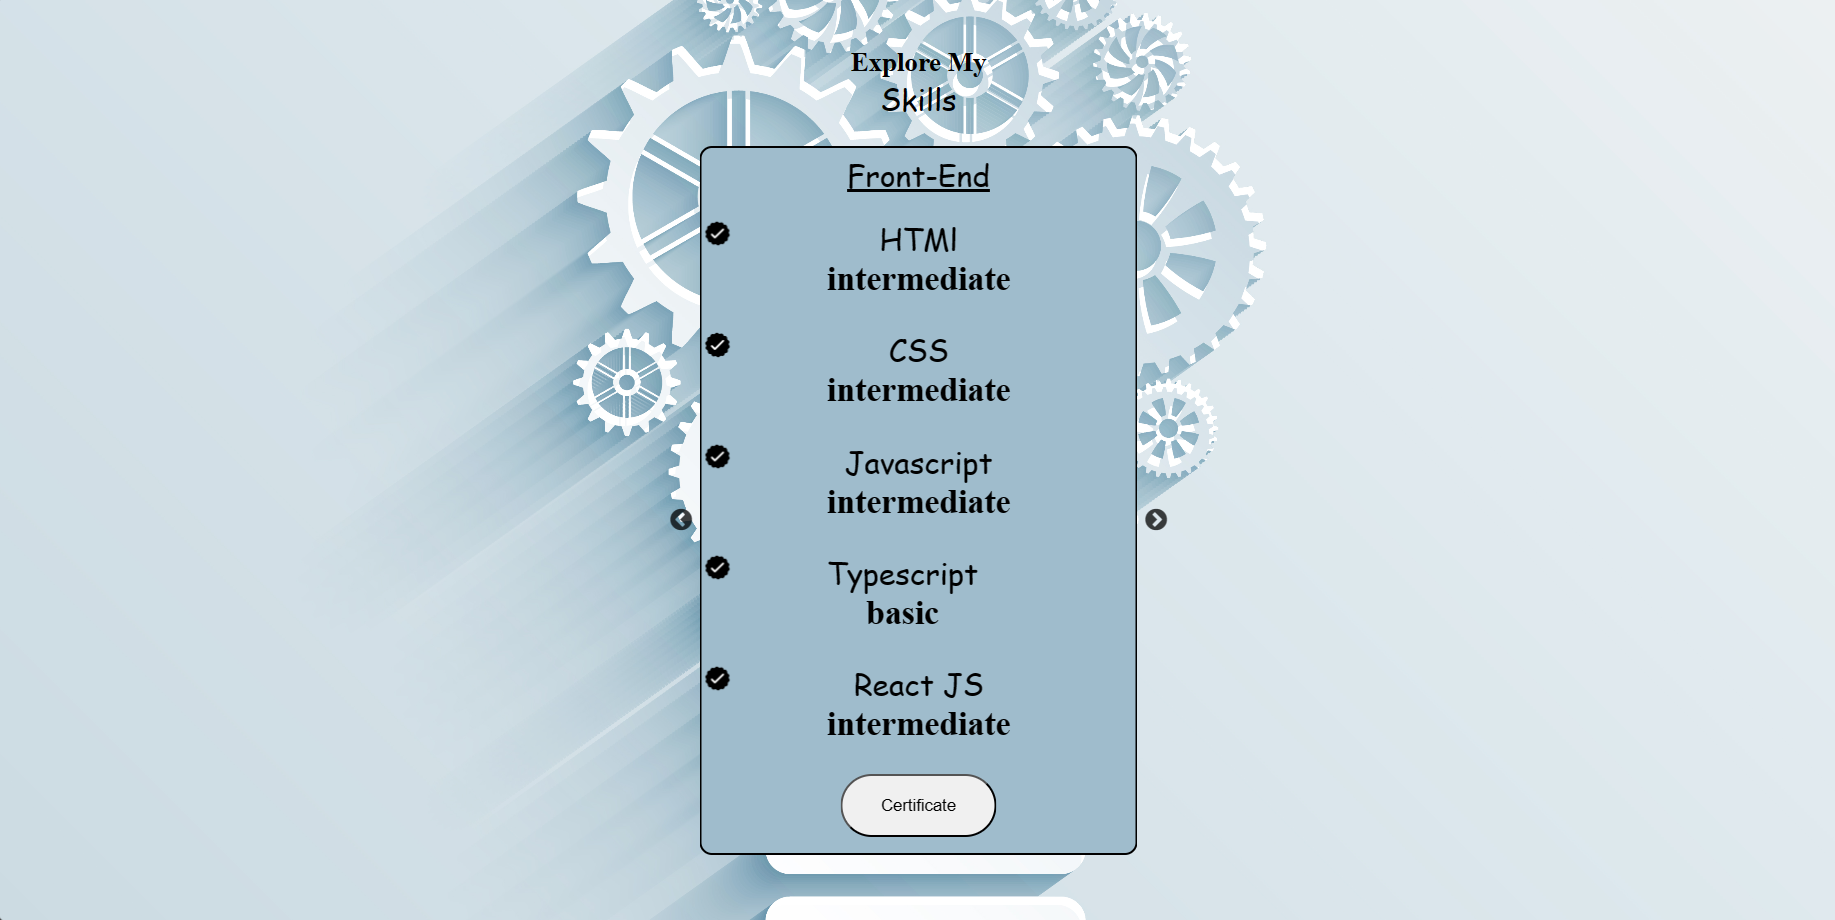 Explore My
Skills
Front-End
HTMl
intermediate
CSS
intermediate
Javascript
intermediate
Typescript
basic
React JS
intermediate
Certificate